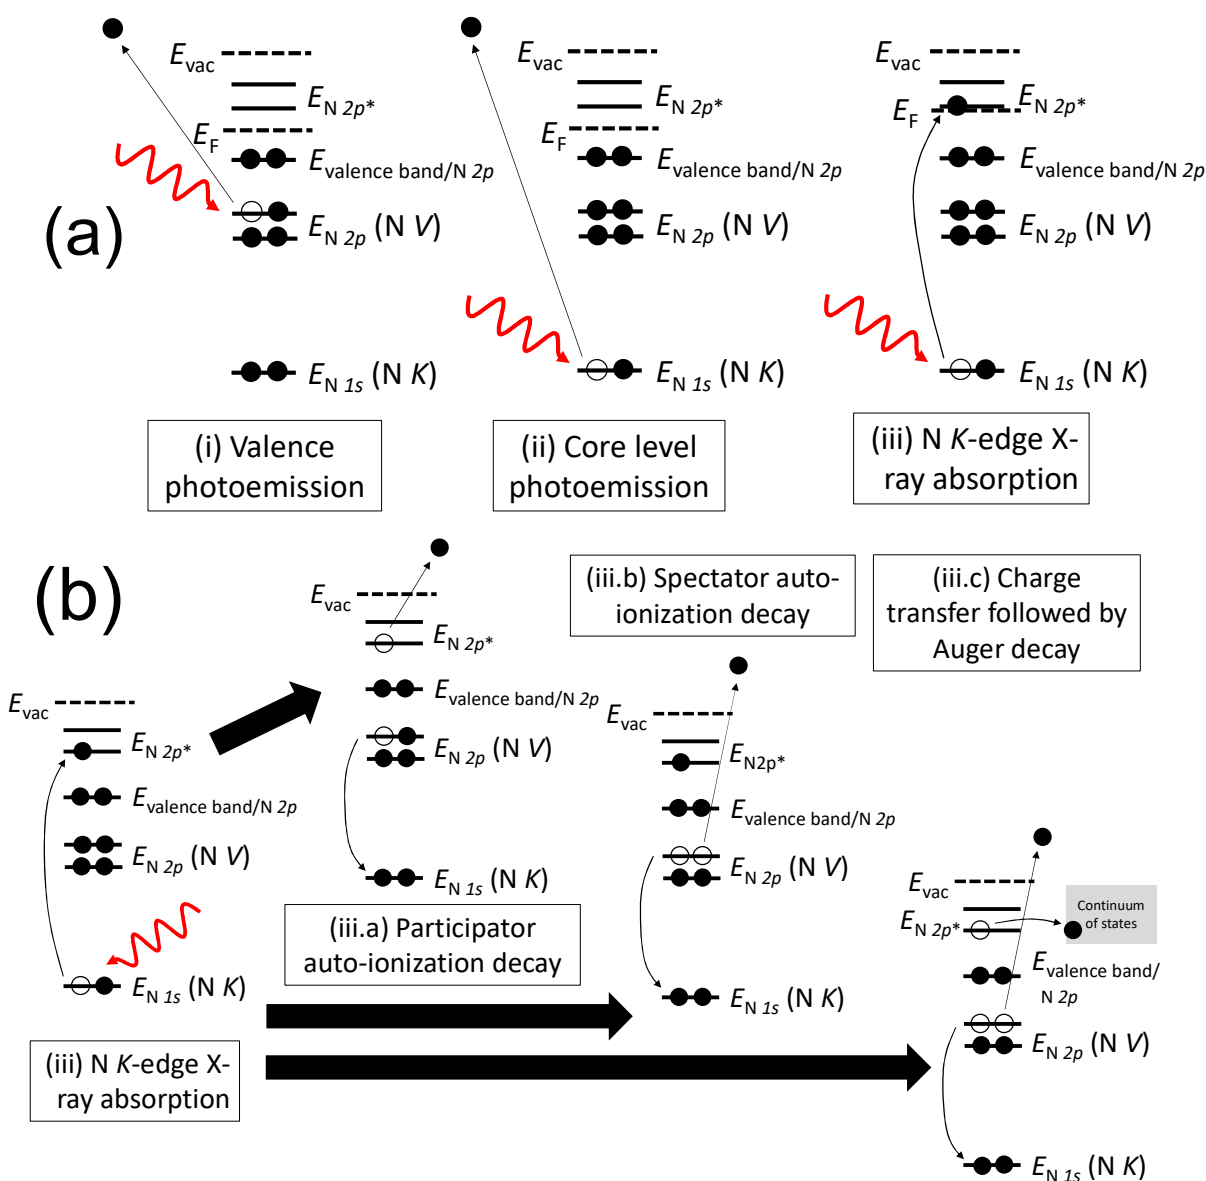 (a)
E_vac
E_N 2p*
E_F
E_valence band/N 2p
E_N 2p (N V)
E_N 1s (N K)
(i) Valence
photoemission
E_vac
E_N 2p*
E_F
E_valence band/N 2p
E_N 2p (N V)
E_N 1s (N K)
(ii) Core level
photoemission
E_vac
E_N 2p*
E_F
E_valence band/N 2p
E_N 2p (N V)
E_N 1s (N K)
(iii) N K-edge X-
ray absorption
(b)
E_vac
E_N 2p*
E_valence band/N 2p
E_N 2p (N V)
E_N 1s (N K)
(iii) N K-edge X-
ray absorption
E_vac
E_N 2p*
E_valence band/N 2p
E_N 2p (N V)
E_N 1s (N K)
(iii.a) Participator
auto-ionization decay
(iii.b) Spectator auto-
ionization decay
E_vac
E_N2p*
E_valence band/N 2p
E_N 2p (N V)
E_N 1s (N K)
(iii.c) Charge
transfer followed by
Auger decay
E_vac
E_N 2p*
Continuum
of states
E_valence band/
N 2p
E_N 2p (N V)
E_N 1s (N K)